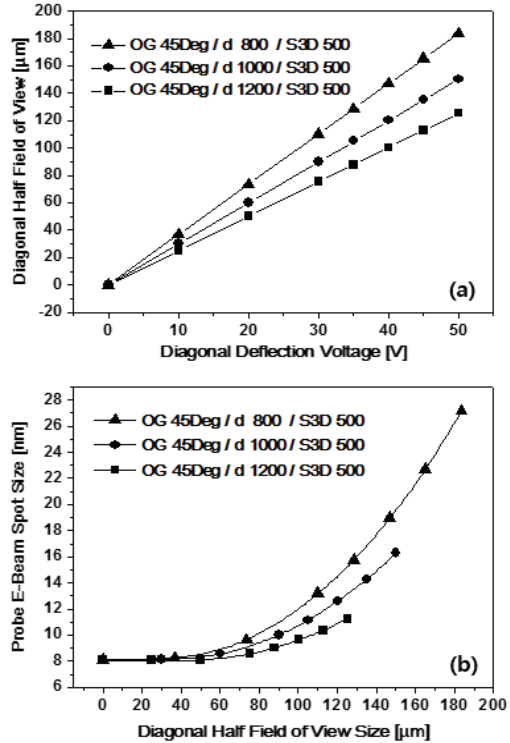 200
180
160
140
120
100
80
60
40
20
0
-20
Diagonal Half Field of View [µm]
OG 45Deg / d 800 / S3D 500
OG 45Deg / d 1000 / S3D 500
OG 45Deg / d 1200 / S3D 500
(a)
0 10 20 30 40 50
Diagonal Deflection Voltage [V]
28
26
24
22
20
18
16
14
12
10
8
6
Probe E-Beam Spot Size [nm]
OG 45Deg / d 800 / S3D 500
OG 45Deg / d 1000 / S3D 500
OG 45Deg / d 1200 / S3D 500
(b)
0 20 40 60 80 100 120 140 160 180 200
Diagonal Half Field of View Size [µm]